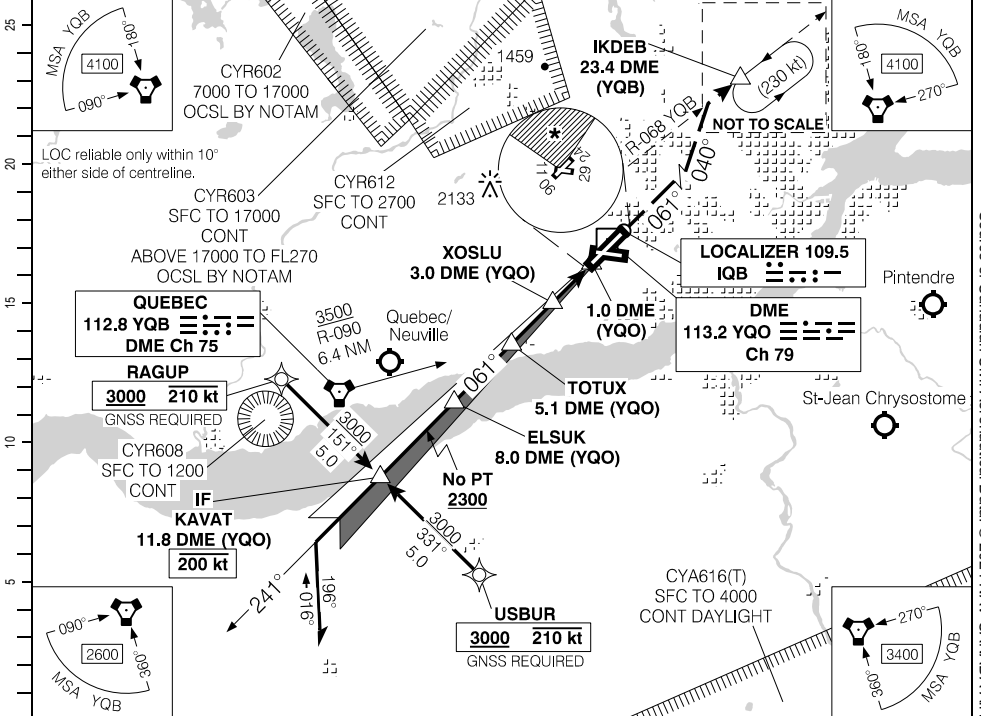 25
20
15
10
5
MSA YQB
180°
4100
090°
CYR602
7000 TO 17000
OCSL BY NOTAM
1459
IKDEB
23.4 DME
(YQB)
(230 kt)
NOT TO SCALE
MSA YQB
4100
180°
270°
LOC reliable only within 10°
either side of centreline.
CYR603
SFC TO 17000
CONT
ABOVE 17000 TO FL270
OCSL BY NOTAM
CYR612
SFC TO 2700
CONT
2133
*
24
29
11
06
R-068 YQB
040°
061°
XOSLU
3.0 DME (YQO)
LOCALIZER 109.5
IQB
Pintendre
QUEBEC
112.8 YQB
DME Ch 75
3500
R-090
6.4 NM
Quebec/
Neuville
1.0 DME
(YQO)
DME
113.2 YQO
Ch 79
RAGUP
3000 210 kt
GNSS REQUIRED
061°
TOTUX
5.1 DME (YQO)
St-Jean Chrysostome
CYR608
SFC TO 1200
CONT
3000
151°
5.0
ELSUK
8.0 DME (YQO)
No PT
2300
IF
KAVAT
11.8 DME (YQO)
200 kt
3000
331°
5.0
241°
016°
196°
USBUR
3000 210 kt
GNSS REQUIRED
CYA616(T)
SFC TO 4000
CONT DAYLIGHT
090°
2600
360°
MSA YQB
270°
3400
360°
MSA YQB